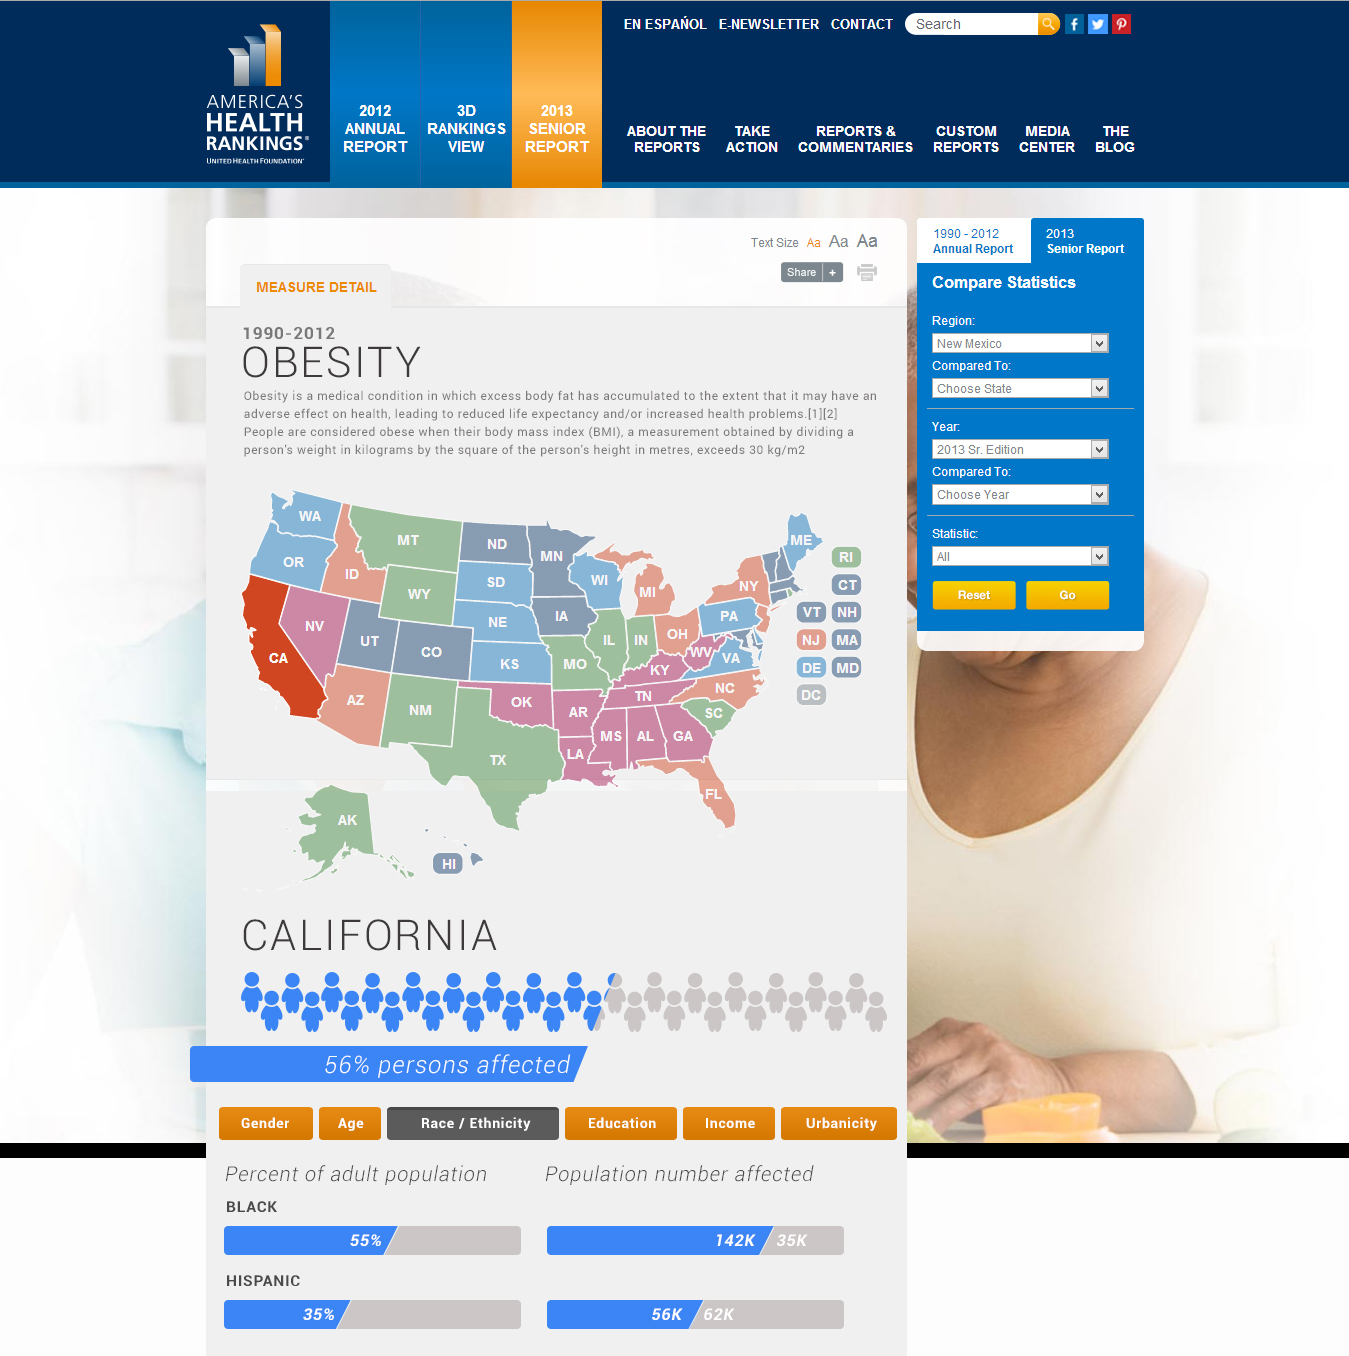 AMERICA'S
HEALTH
RANKINGS®
UNITED HEALTH FOUNDATION
2012
ANNUAL
REPORT
3D
RANKINGS
VIEW
2013
SENIOR
REPORT
EN ESPAÑOL E-NEWSLETTER CONTACT Search
ABOUT THE
REPORTS
TAKE
ACTION
REPORTS &
COMMENTARIES
CUSTOM
REPORTS
MEDIA
CENTER
THE
BLOG
Text Size Aa Aa Aa
Share +
MEASURE DETAIL
1990-2012
OBESITY
Obesity is a medical condition in which excess body fat has accumulated to the extent that it may have an
adverse effect on health, leading to reduced life expectancy and/or increased health problems.[1][2]
People are considered obese when their body mass index (BMI), a measurement obtained by dividing a
person's weight in kilograms by the square of the person's height in metres, exceeds 30 kg/m2
1990 - 2012
Annual Report
2013
Senior Report
Compare Statistics
Region:
New Mexico
Compared To:
Choose State
Year:
2013 Sr. Edition
Compared To:
Choose Year
Statistic:
All
Reset Go
WA
MT
ND
MN
ME
OR
ID
WY
SD
WI
MI
NY
RI
CT
NV
UT
CO
NE
IA
IL
IN
OH
PA
VT NH
CA
KS
MO
KY
WV
VA
NJ MA
DE MD
AZ
NM
OK
AR
TN
NC
SC
DC
TX
LA
MS
AL
GA
FL
AK
HI
CALIFORNIA
56% persons affected
Gender Age Race / Ethnicity Education Income Urbanicity
Percent of adult population Population number affected
BLACK
55% 142K 35K
HISPANIC
35% 56K 62K